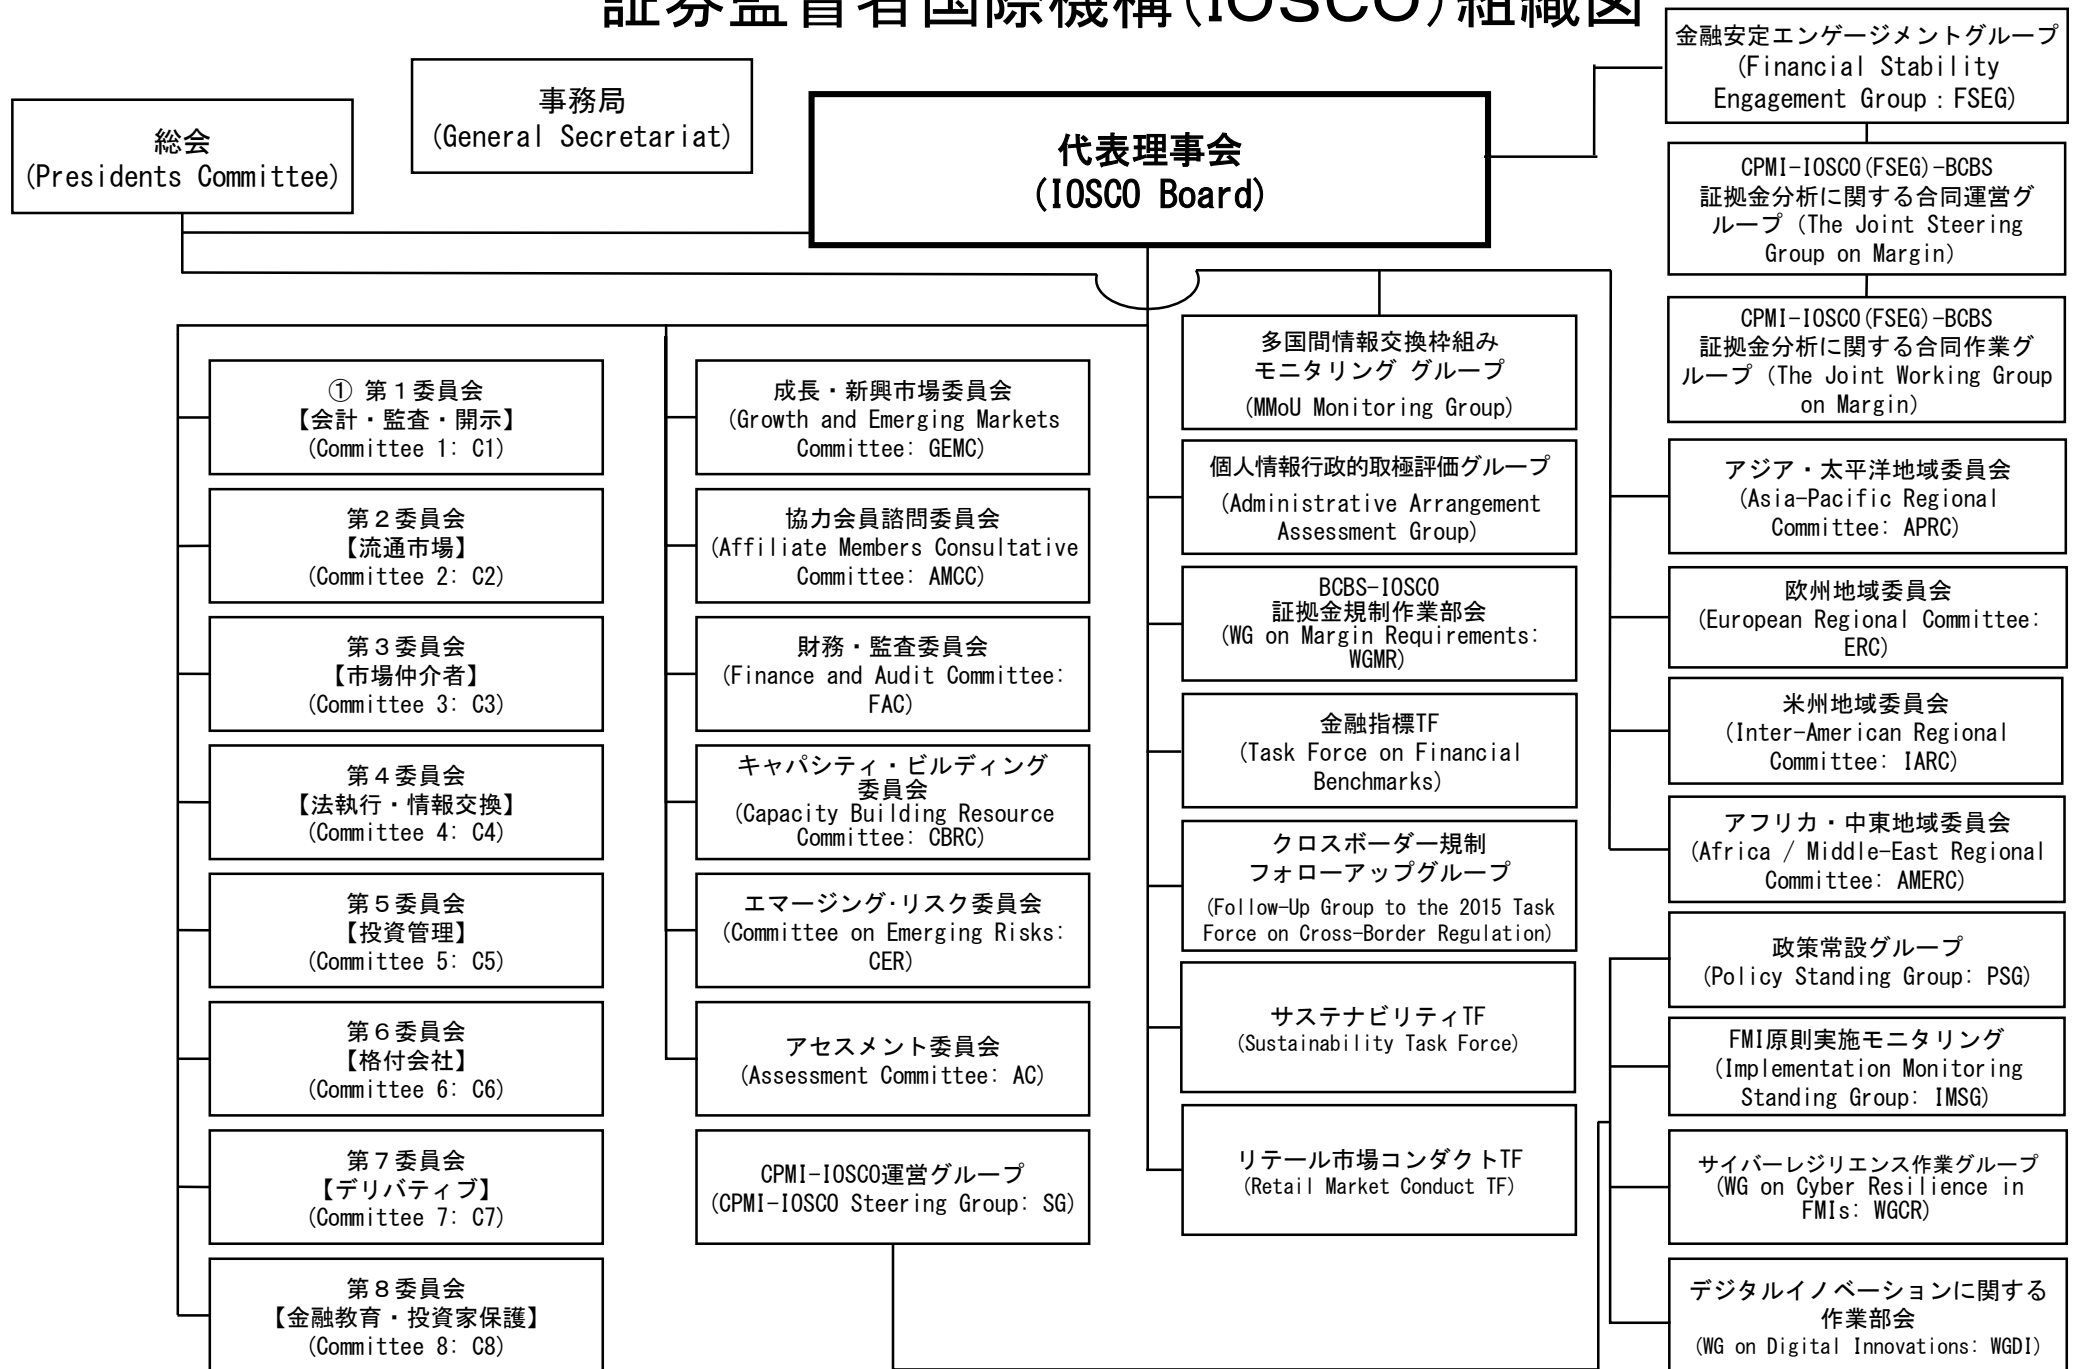 証券監督者国際機構(IOSCO)組織図
金融安定エンゲージメントグループ
(Financial Stability
Engagement Group：FSEG)
事務局
(General Secretariat)
総会
(Presidents Committee)
代表理事会
(IOSCO Board)
CPMI-IOSCO(FSEG)-BCBS
証拠金分析に関する合同運営グ
ループ (The Joint Steering
Group on Margin)
CPMI-IOSCO(FSEG)-BCBS
証拠金分析に関する合同作業グ
ループ (The Joint Working Group
on Margin)
① 第１委員会
【会計・監査・開示】
(Committee 1: C1)
第２委員会
【流通市場】
(Committee 2: C2)
第３委員会
【市場仲介者】
(Committee 3: C3)
第４委員会
【法執行・情報交換】
(Committee 4: C4)
第５委員会
【投資管理】
(Committee 5: C5)
第６委員会
【格付会社】
(Committee 6: C6)
第７委員会
【デリバティブ】
(Committee 7: C7)
第８委員会
【金融教育・投資家保護】
(Committee 8: C8)
成長・新興市場委員会
(Growth and Emerging Markets
Committee: GEMC)
協力会員諮問委員会
(Affiliate Members Consultative
Committee: AMCC)
財務・監査委員会
(Finance and Audit Committee:
FAC)
キャパシティ・ビルディング
委員会
(Capacity Building Resource
Committee: CBRC)
エマージング・リスク委員会
(Committee on Emerging Risks:
CER)
アセスメント委員会
(Assessment Committee: AC)
CPMI-IOSCO運営グループ
(CPMI-IOSCO Steering Group: SG)
多国間情報交換枠組み
モニタリング グループ
(MMoU Monitoring Group)
個人情報行政的取極評価グループ
(Administrative Arrangement
Assessment Group)
BCBS-IOSCO
証拠金規制作業部会
(WG on Margin Requirements:
WGMR)
金融指標TF
(Task Force on Financial
Benchmarks)
クロスボーダー規制
フォローアップグループ
(Follow-Up Group to the 2015 Task
Force on Cross-Border Regulation)
サステナビリティTF
(Sustainability Task Force)
リテール市場コンダクトTF
(Retail Market Conduct TF)
アジア・太平洋地域委員会
(Asia-Pacific Regional
Committee: APRC)
欧州地域委員会
(European Regional Committee:
ERC)
米州地域委員会
(Inter-American Regional
Committee: IARC)
アフリカ・中東地域委員会
(Africa / Middle-East Regional
Committee: AMERC)
政策常設グループ
(Policy Standing Group: PSG)
FMI原則実施モニタリング
(Implementation Monitoring
Standing Group: IMSG)
サイバーレジリエンス作業グループ
(WG on Cyber Resilience in
FMIs: WGCR)
デジタルイノベーションに関する
作業部会
(WG on Digital Innovations: WGDI)